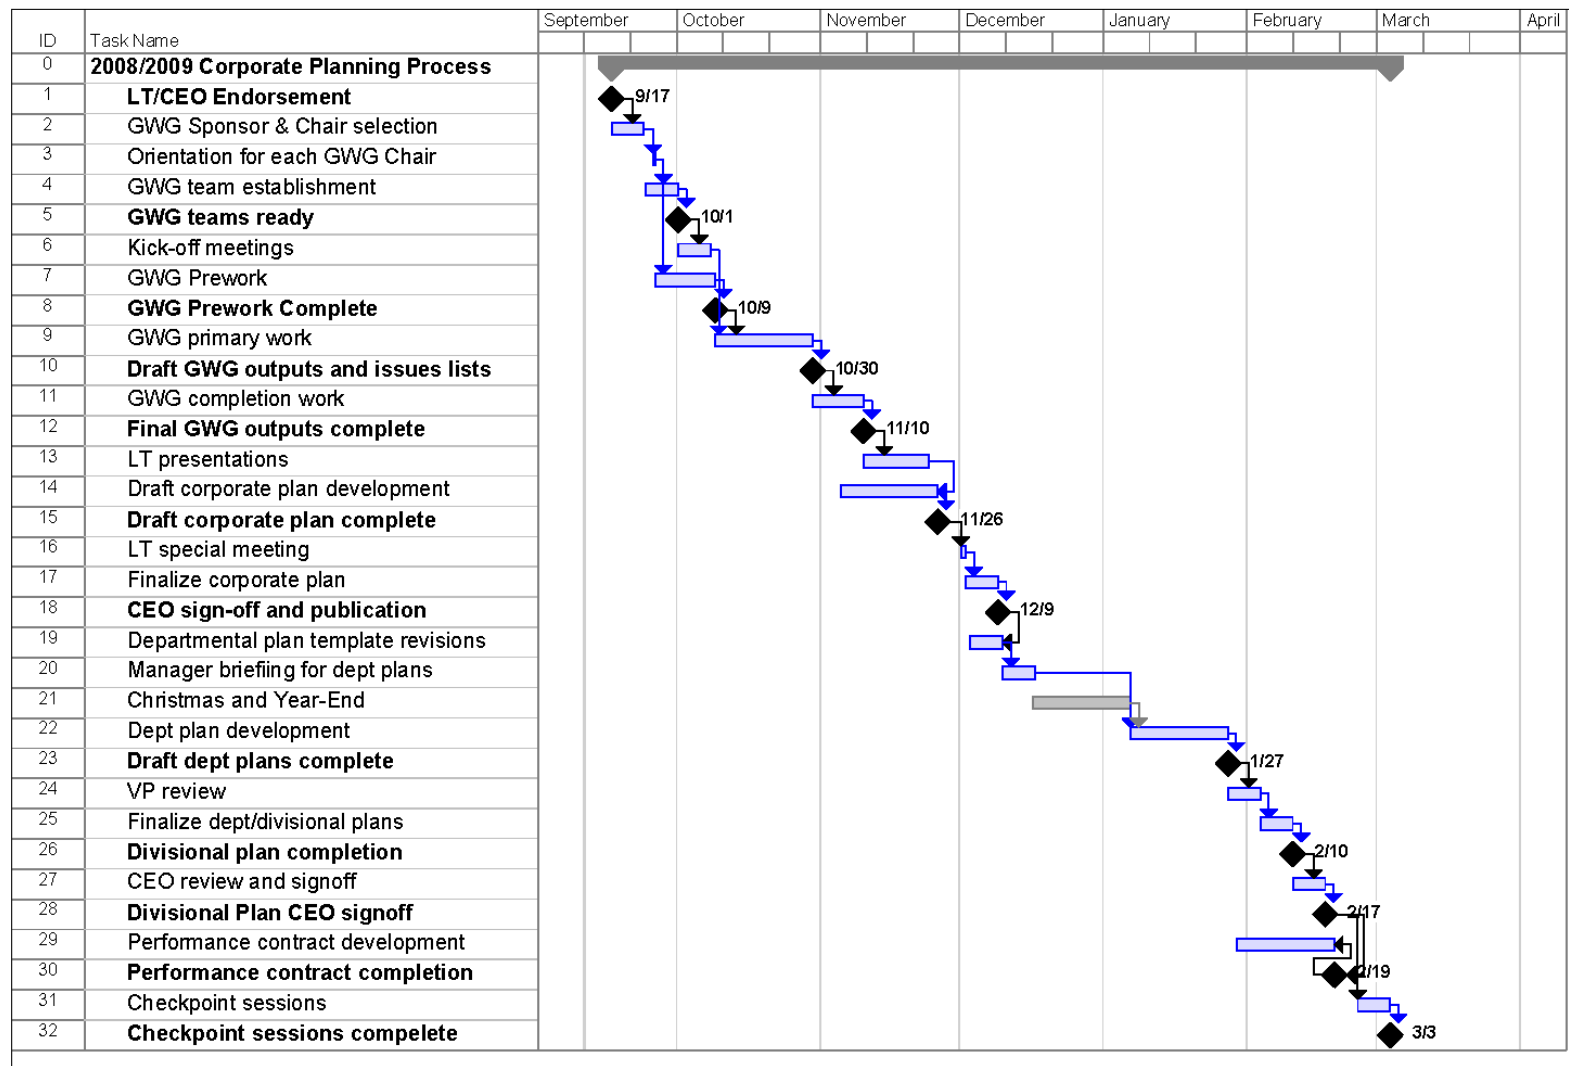 September October November December January February March April
ID Task Name
0 2008/2009 Corporate Planning Process
1 LT/CEO Endorsement 9/17
2 GWG Sponsor & Chair selection
3 Orientation for each GWG Chair
4 GWG team establishment
5 GWG teams ready 10/1
6 Kick-off meetings
7 GWG Prework
8 GWG Prework Complete 10/9
9 GWG primary work
10 Draft GWG outputs and issues lists 10/30
11 GWG completion work
12 Final GWG outputs complete 11/10
13 LT presentations
14 Draft corporate plan development
15 Draft corporate plan complete 11/26
16 LT special meeting
17 Finalize corporate plan
18 CEO sign-off and publication 12/9
19 Departmental plan template revisions
20 Manager briefiing for dept plans
21 Christmas and Year-End
22 Dept plan development
23 Draft dept plans complete 1/27
24 VP review
25 Finalize dept/divisional plans
26 Divisional plan completion 2/10
27 CEO review and signoff
28 Divisional Plan CEO signoff 2/17
29 Performance contract development
30 Performance contract completion 2/19
31 Checkpoint sessions
32 Checkpoint sessions compelete 3/3